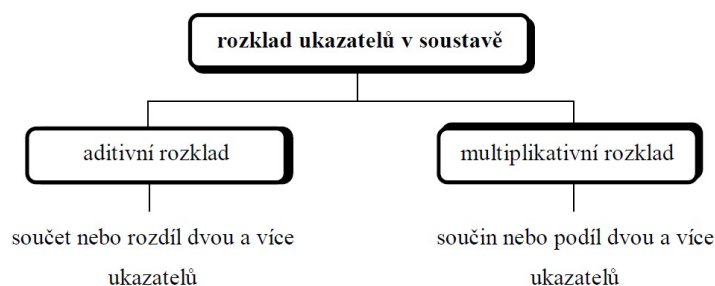 rozklad ukazatelů v soustavě
aditivní rozklad
multiplikativní rozklad
součet nebo rozdíl dvou a více
ukazatelů
součin nebo podíl dvou a více
ukazatelů